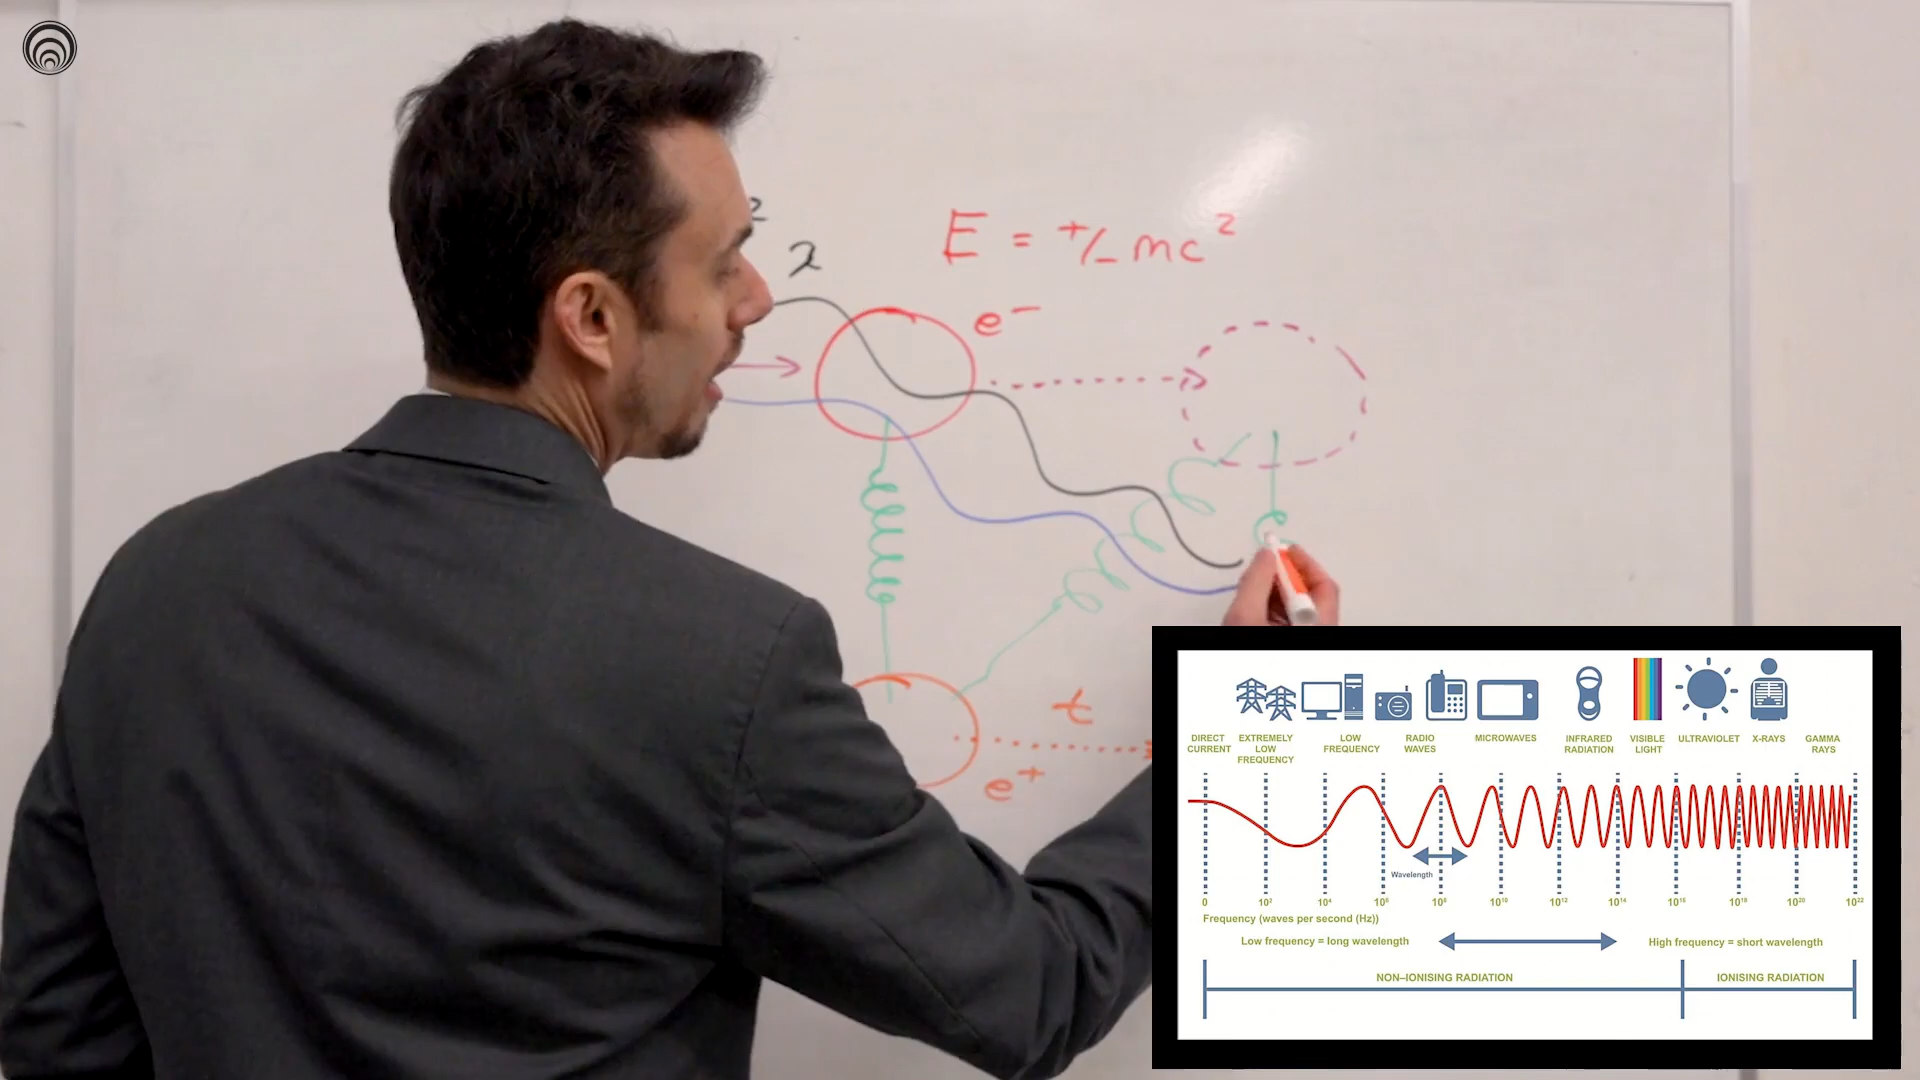 2
λ
E = +/- mc²
e⁻
t
e⁺
DIRECT CURRENT
EXTREMELY LOW FREQUENCY
LOW FREQUENCY
RADIO WAVES
MICROWAVES
INFRARED RADIATION
VISIBLE LIGHT
ULTRAVIOLET
X-RAYS
GAMMA RAYS
Wavelength
0 10² 10⁴ 10⁶ 10⁸ 10¹⁰ 10¹² 10¹⁴ 10¹⁶ 10¹⁸ 10²⁰ 10²²
Frequency (waves per second (Hz))
Low frequency = long wavelength
High frequency = short wavelength
NON–IONISING RADIATION
IONISING RADIATION